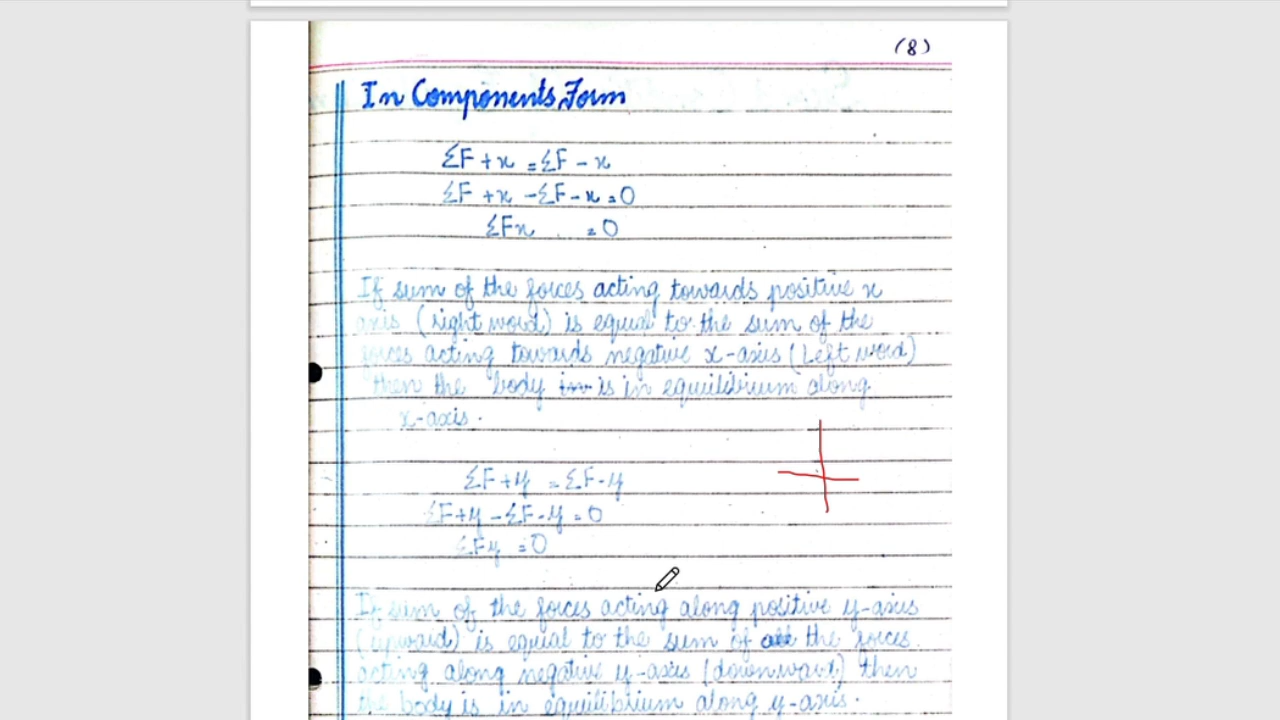 (8)
In Components Form
ΣF+x = ΣF-x
ΣF +x - ΣF-x = 0
ΣFx = 0
If sum of the forces acting towards positive x
axis (right word) is equal to the sum of the
forces acting towards negative x-axis (Left word)
then the body in is in equilibrium along
x-axis.
ΣF+y = ΣF-y
ΣF+y - ΣF-y = 0
ΣFy = 0
If sum of the forces acting along positive y-axis
(upward) is equal to the sum of all the forces
acting along negative y-axis (downward) then
the body is in equilibrium along y-axis.